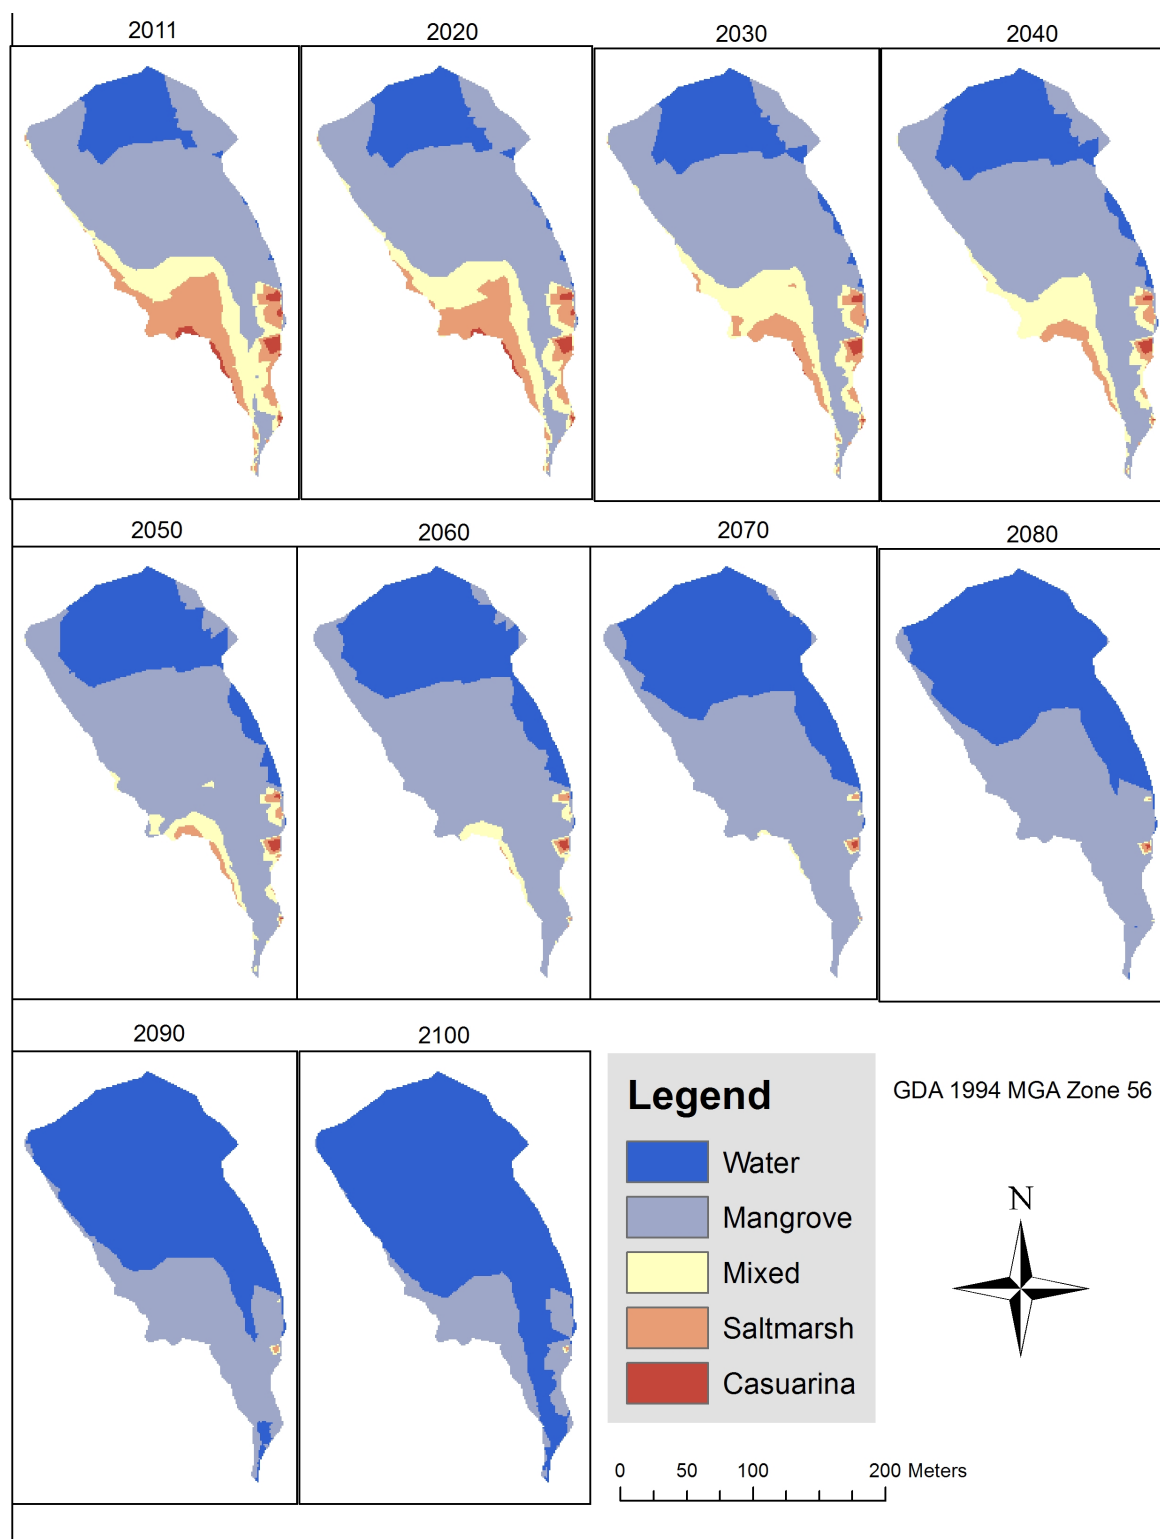 2011
2020
2030
2040
2050
2060
2070
2080
2090
2100
Legend
Water
Mangrove
Mixed
Saltmarsh
Casuarina
GDA 1994 MGA Zone 56
N
0 50 100 200 Meters